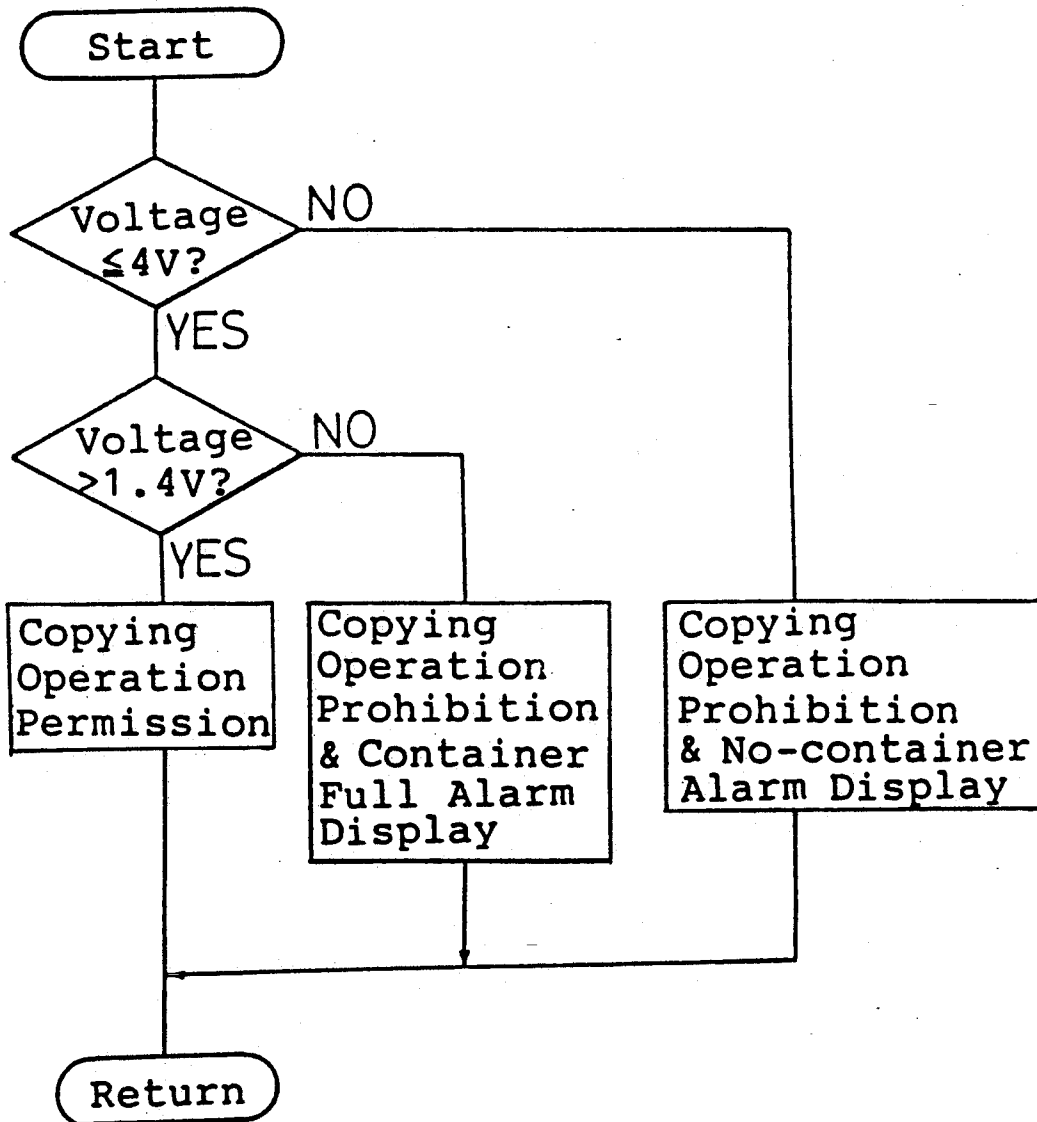 Start
Voltage
≦4V?
NO
YES
Voltage
>1.4V?
NO
YES
Copying
Operation
Permission
Copying
Operation
Prohibition
& Container
Full Alarm
Display
Copying
Operation
Prohibition
& No-container
Alarm Display
Return